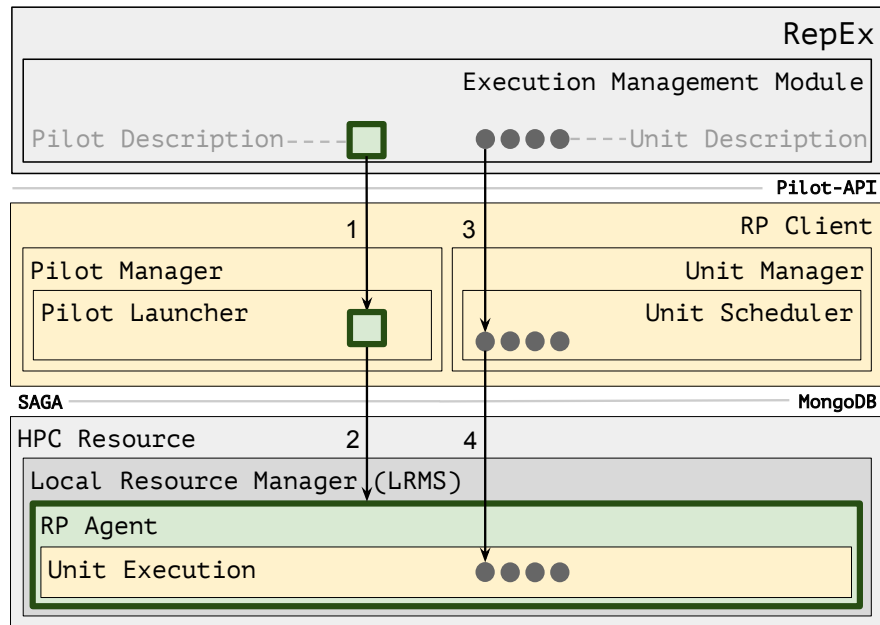 RepEx
Execution Management Module
Pilot Description Unit Description
Pilot-API
1 3 RP Client
Pilot Manager Unit Manager
Pilot Launcher Unit Scheduler
SAGA MongoDB
HPC Resource 2 4
Local Resource Manager (LRMS)
RP Agent
Unit Execution